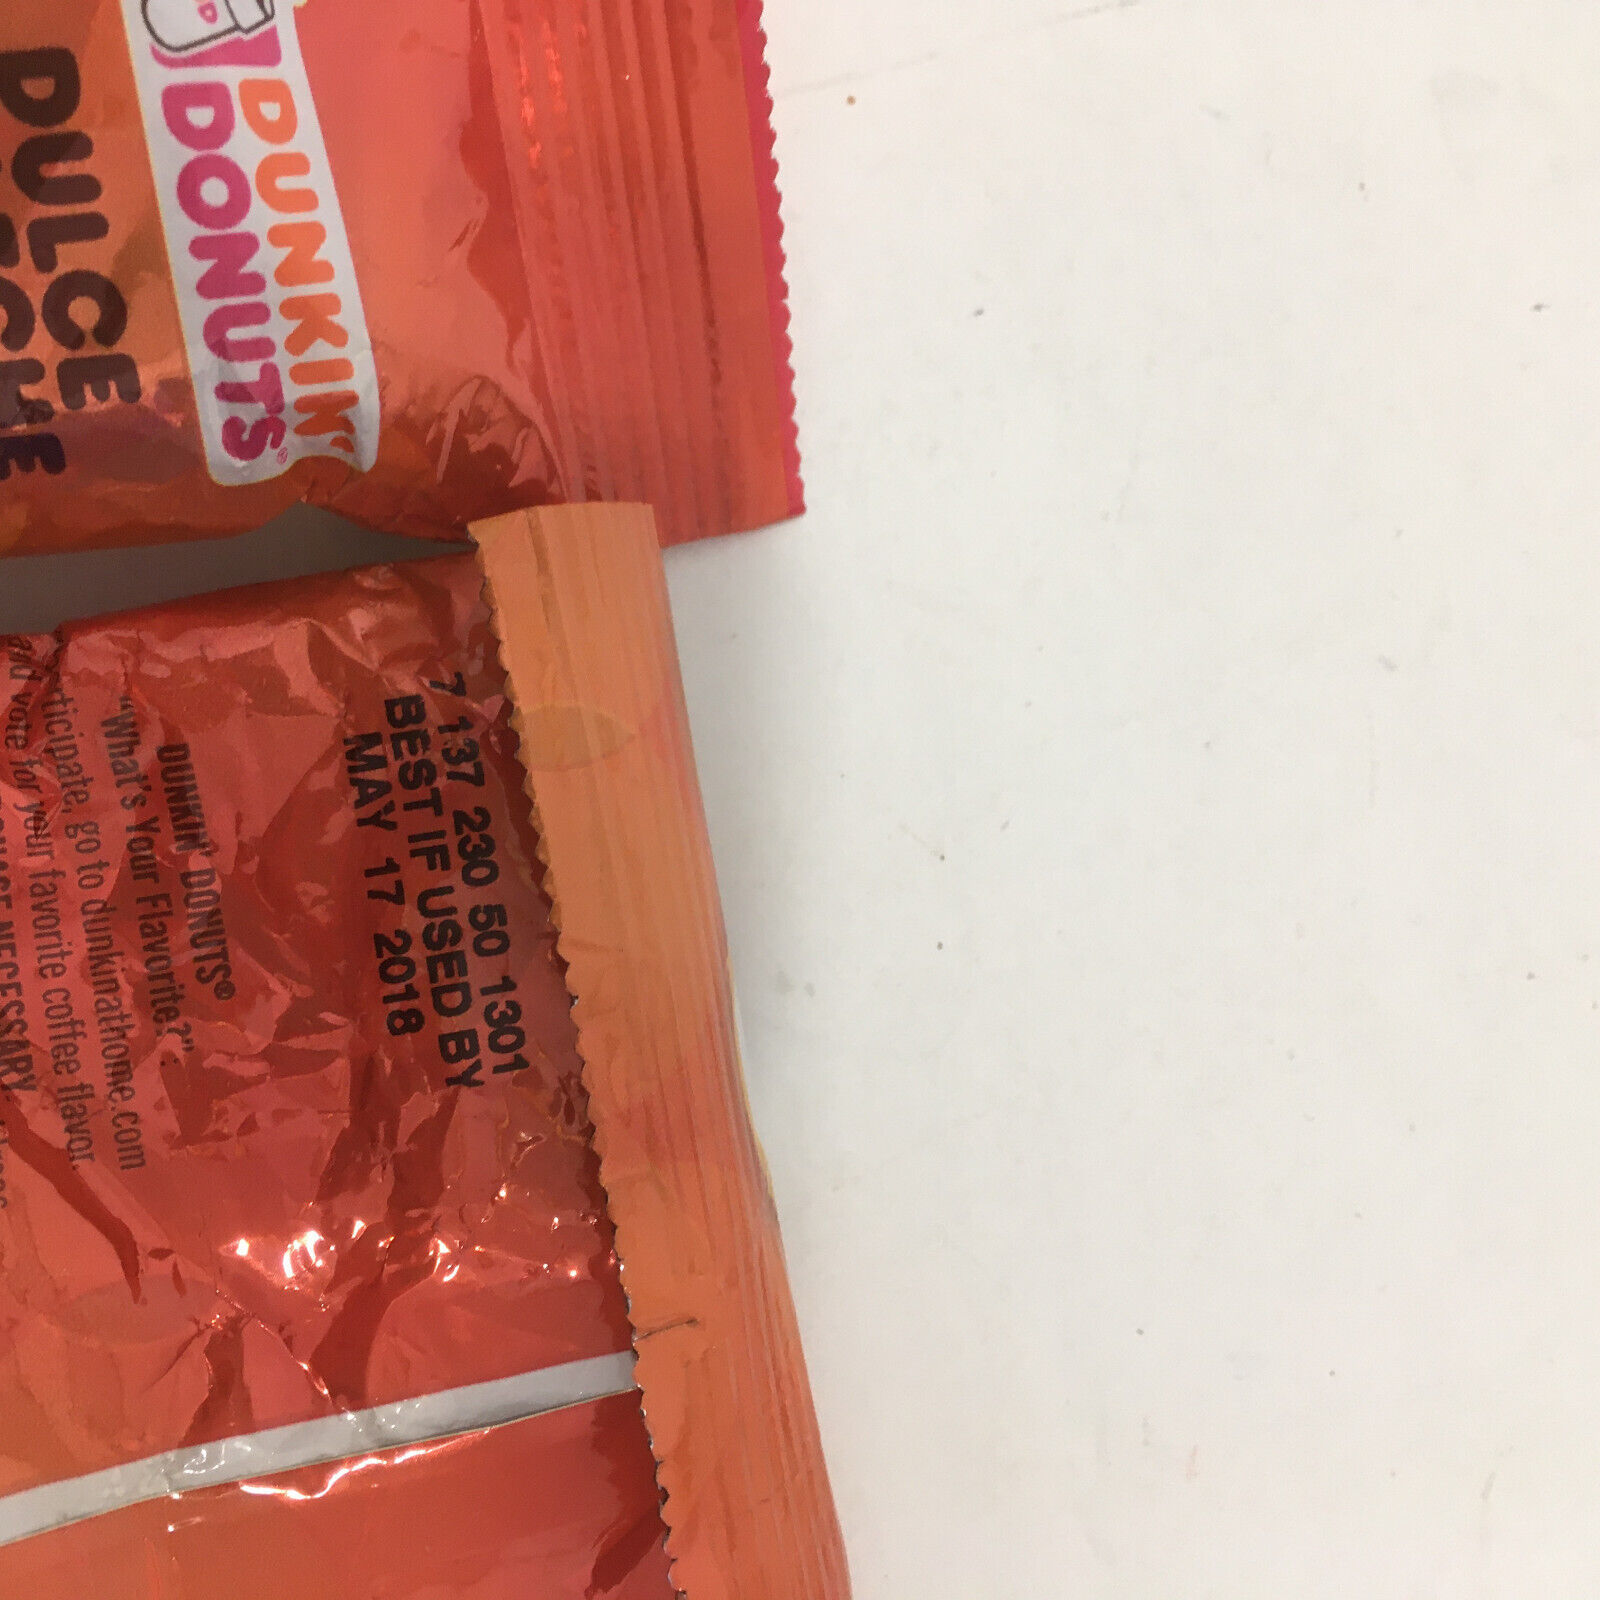 DUNKIN'
DONUTS®
DULCE
7 137 230 50 1301
BEST IF USED BY
MAY 17 2018
DUNKIN' DONUTS®
"What's Your Flavorite?":
participate, go to dunkinathome.com
and vote for your favorite coffee flavor.
NECESSARY.